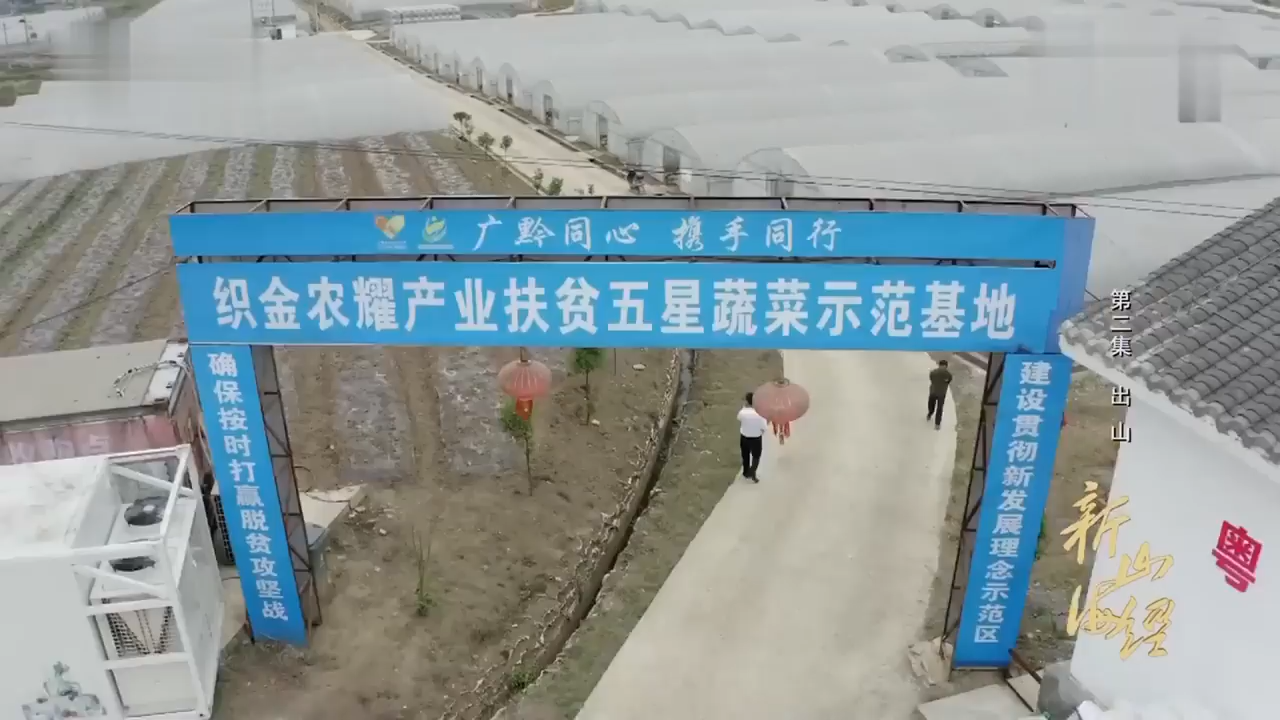 广黔同心 携手同行
织金农耀产业扶贫五星蔬菜示范基地
确保按时打赢脱贫攻坚战
建设贯彻新发展理念示范区
第二集 出山
新山海经
粤